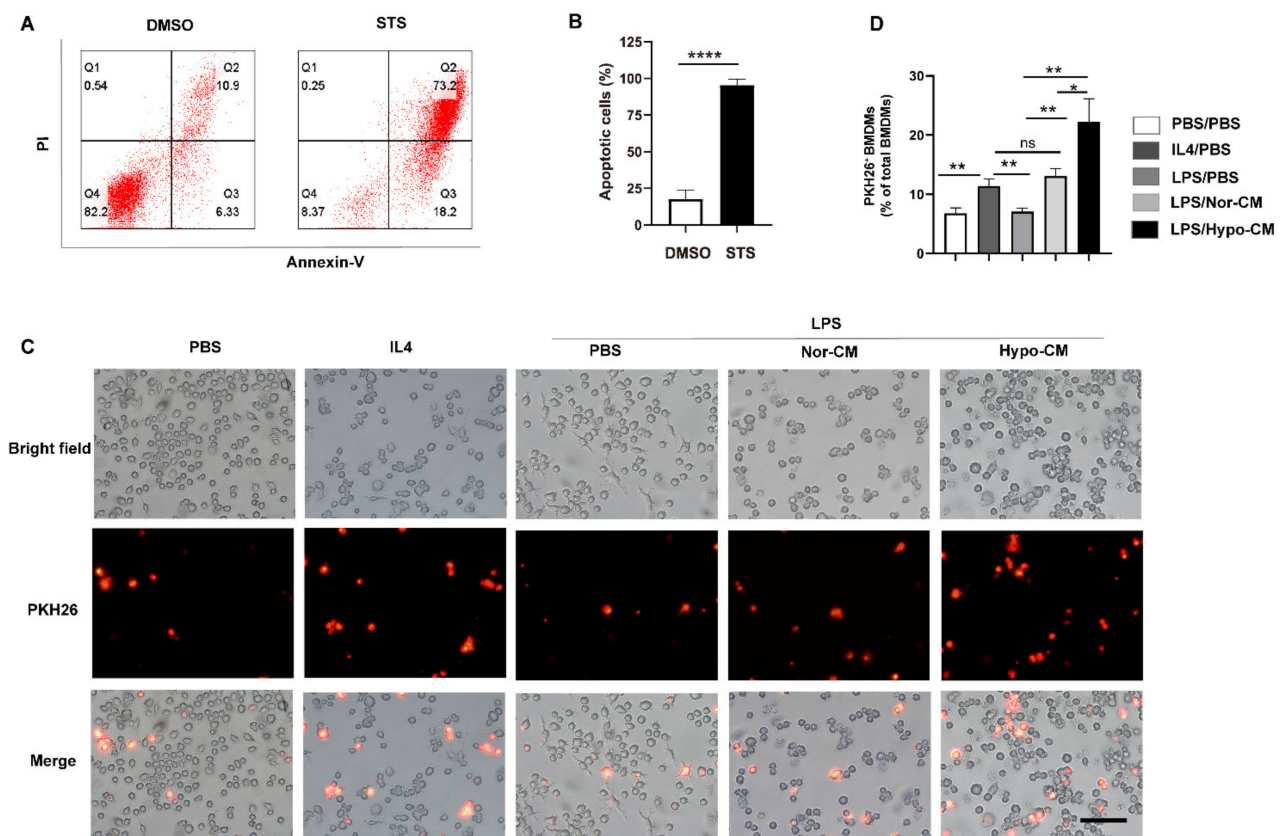 A
DMSO
STS
PI
Q1
0.54
Q2
10.9
Q4
82.2
Q3
6.33
Q1
0.25
Q2
73.2
Q4
8.37
Q3
18.2
Annexin-V
B
Apoptotic cells (%)
125
100
75
50
25
0
****
DMSO STS
D
PKH26⁺ BMDMs
(% of total BMDMs)
30
20
10
0
**
*
**
ns
**
**
PBS/PBS
IL4/PBS
LPS/PBS
LPS/Nor-CM
LPS/Hypo-CM
C
LPS
PBS IL4 PBS Nor-CM Hypo-CM
Bright field
PKH26
Merge